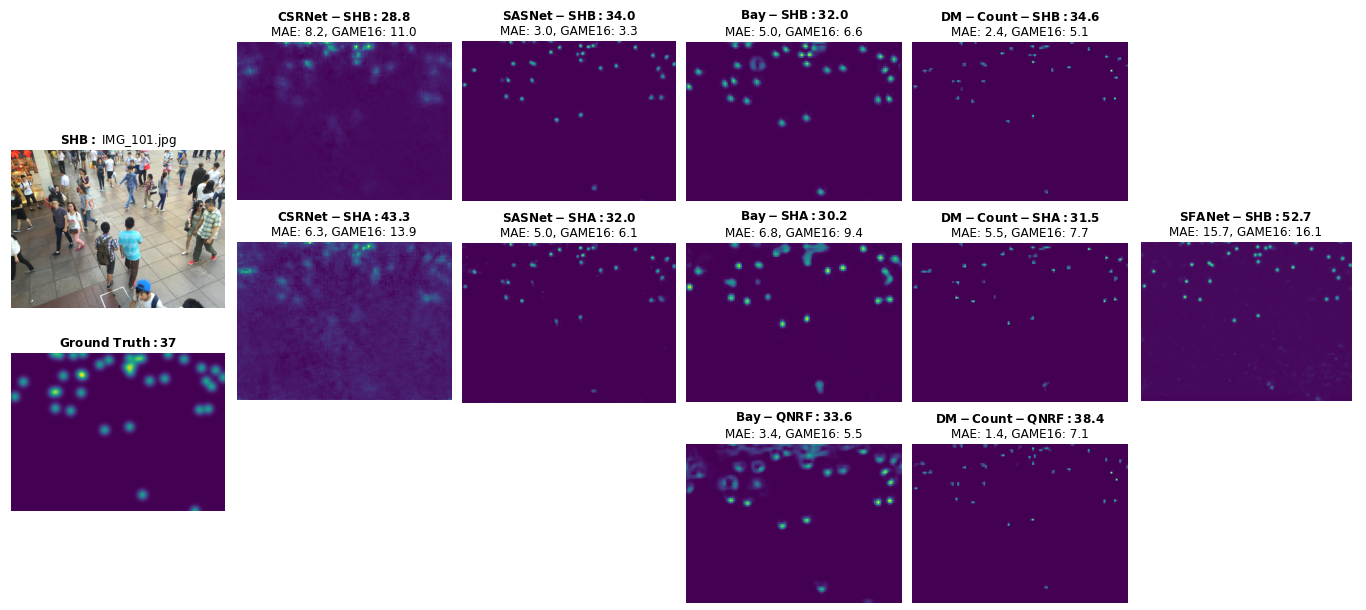 CSRNet − SHB : 28.8
MAE: 8.2, GAME16: 11.0
SASNet − SHB : 34.0
MAE: 3.0, GAME16: 3.3
Bay − SHB : 32.0
MAE: 5.0, GAME16: 6.6
DM − Count − SHB : 34.6
MAE: 2.4, GAME16: 5.1
SHB : IMG_101.jpg
CSRNet − SHA : 43.3
MAE: 6.3, GAME16: 13.9
SASNet − SHA : 32.0
MAE: 5.0, GAME16: 6.1
Bay − SHA : 30.2
MAE: 6.8, GAME16: 9.4
DM − Count − SHA : 31.5
MAE: 5.5, GAME16: 7.7
SFANet − SHB : 52.7
MAE: 15.7, GAME16: 16.1
Ground Truth : 37
Bay − QNRF : 33.6
MAE: 3.4, GAME16: 5.5
DM − Count − QNRF : 38.4
MAE: 1.4, GAME16: 7.1